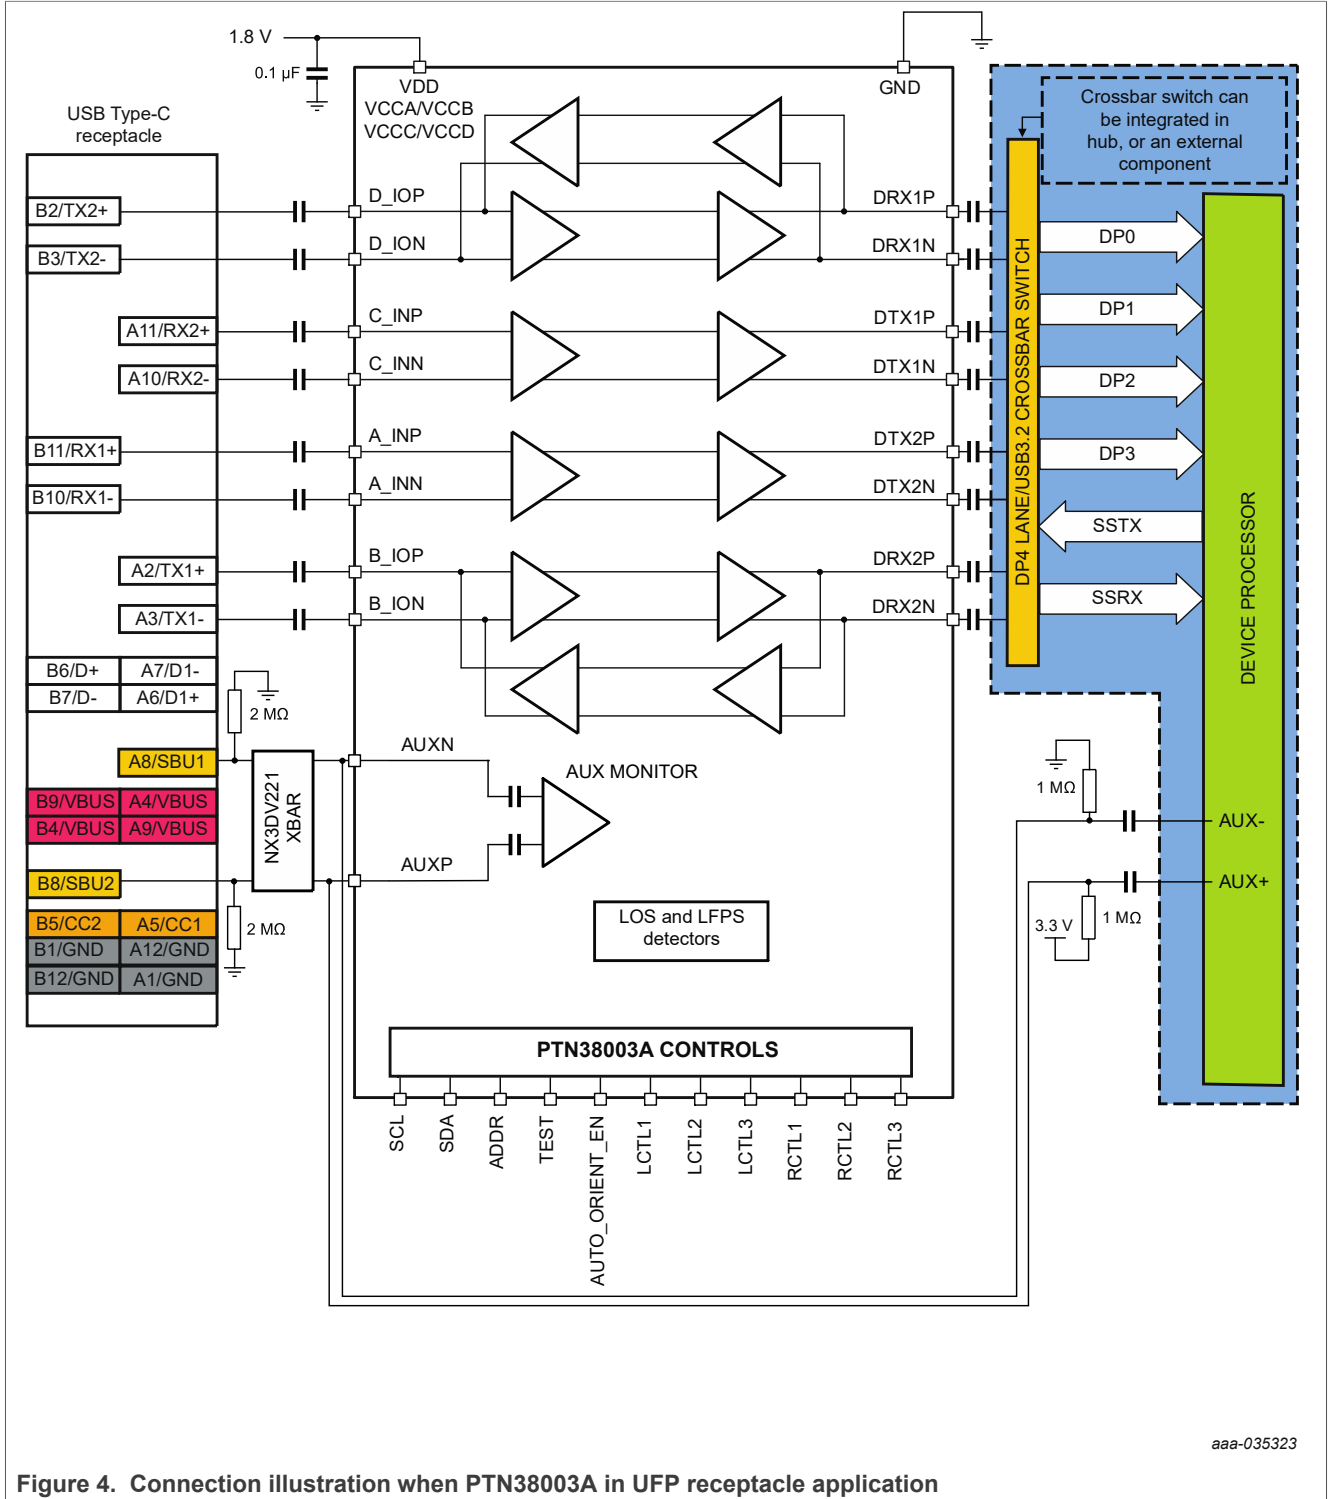 1.8 V
0.1 µF
USB Type-C
receptacle
VDD
VCCA/VCCB
VCCC/VCCD
GND
Crossbar switch can
be integrated in
hub, or an external
component
B2/TX2+
D_IOP
DRX1P
B3/TX2-
D_ION
DRX1N
DP0
A11/RX2+
C_INP
DTX1P
DP1
A10/RX2-
C_INN
DTX1N
DP2
B11/RX1+
A_INP
DTX2P
DP3
B10/RX1-
A_INN
DTX2N
SSTX
A2/TX1+
B_IOP
DRX2P
SSRX
A3/TX1-
B_ION
DRX2N
DP4 LANE/USB3.2 CROSSBAR SWITCH
DEVICE PROCESSOR
B6/D+
A7/D1-
B7/D-
A6/D1+
2 MΩ
A8/SBU1
AUXN
AUX MONITOR
NX3DV221
XBAR
B9/VBUS
A4/VBUS
B4/VBUS
A9/VBUS
1 MΩ
AUX-
B8/SBU2
AUXP
AUX+
B5/CC2
A5/CC1
2 MΩ
LOS and LFPS
detectors
3.3 V
1 MΩ
B1/GND
A12/GND
B12/GND
A1/GND
PTN38003A CONTROLS
SCL
SDA
ADDR
TEST
AUTO_ORIENT_EN
LCTL1
LCTL2
LCTL3
RCTL1
RCTL2
RCTL3
aaa-035323
Figure 4. Connection illustration when PTN38003A in UFP receptacle application